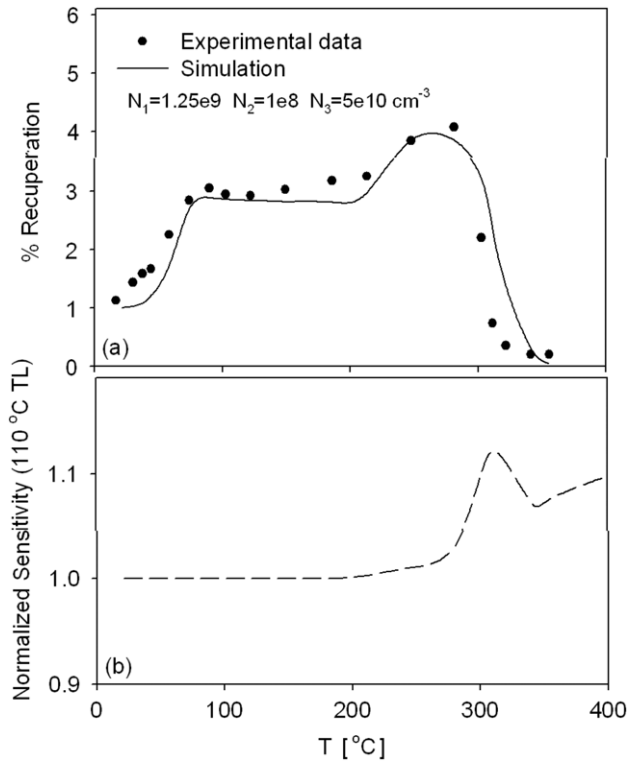 6
5
4
3
2
1
0
% Recuperation
Experimental data
Simulation
N₁=1.25e9 N₂=1e8 N₃=5e10 cm⁻³
(a)
1.1
1.0
0.9
Normalized Sensitivity (110 °C TL)
(b)
0 100 200 300 400
T [°C]